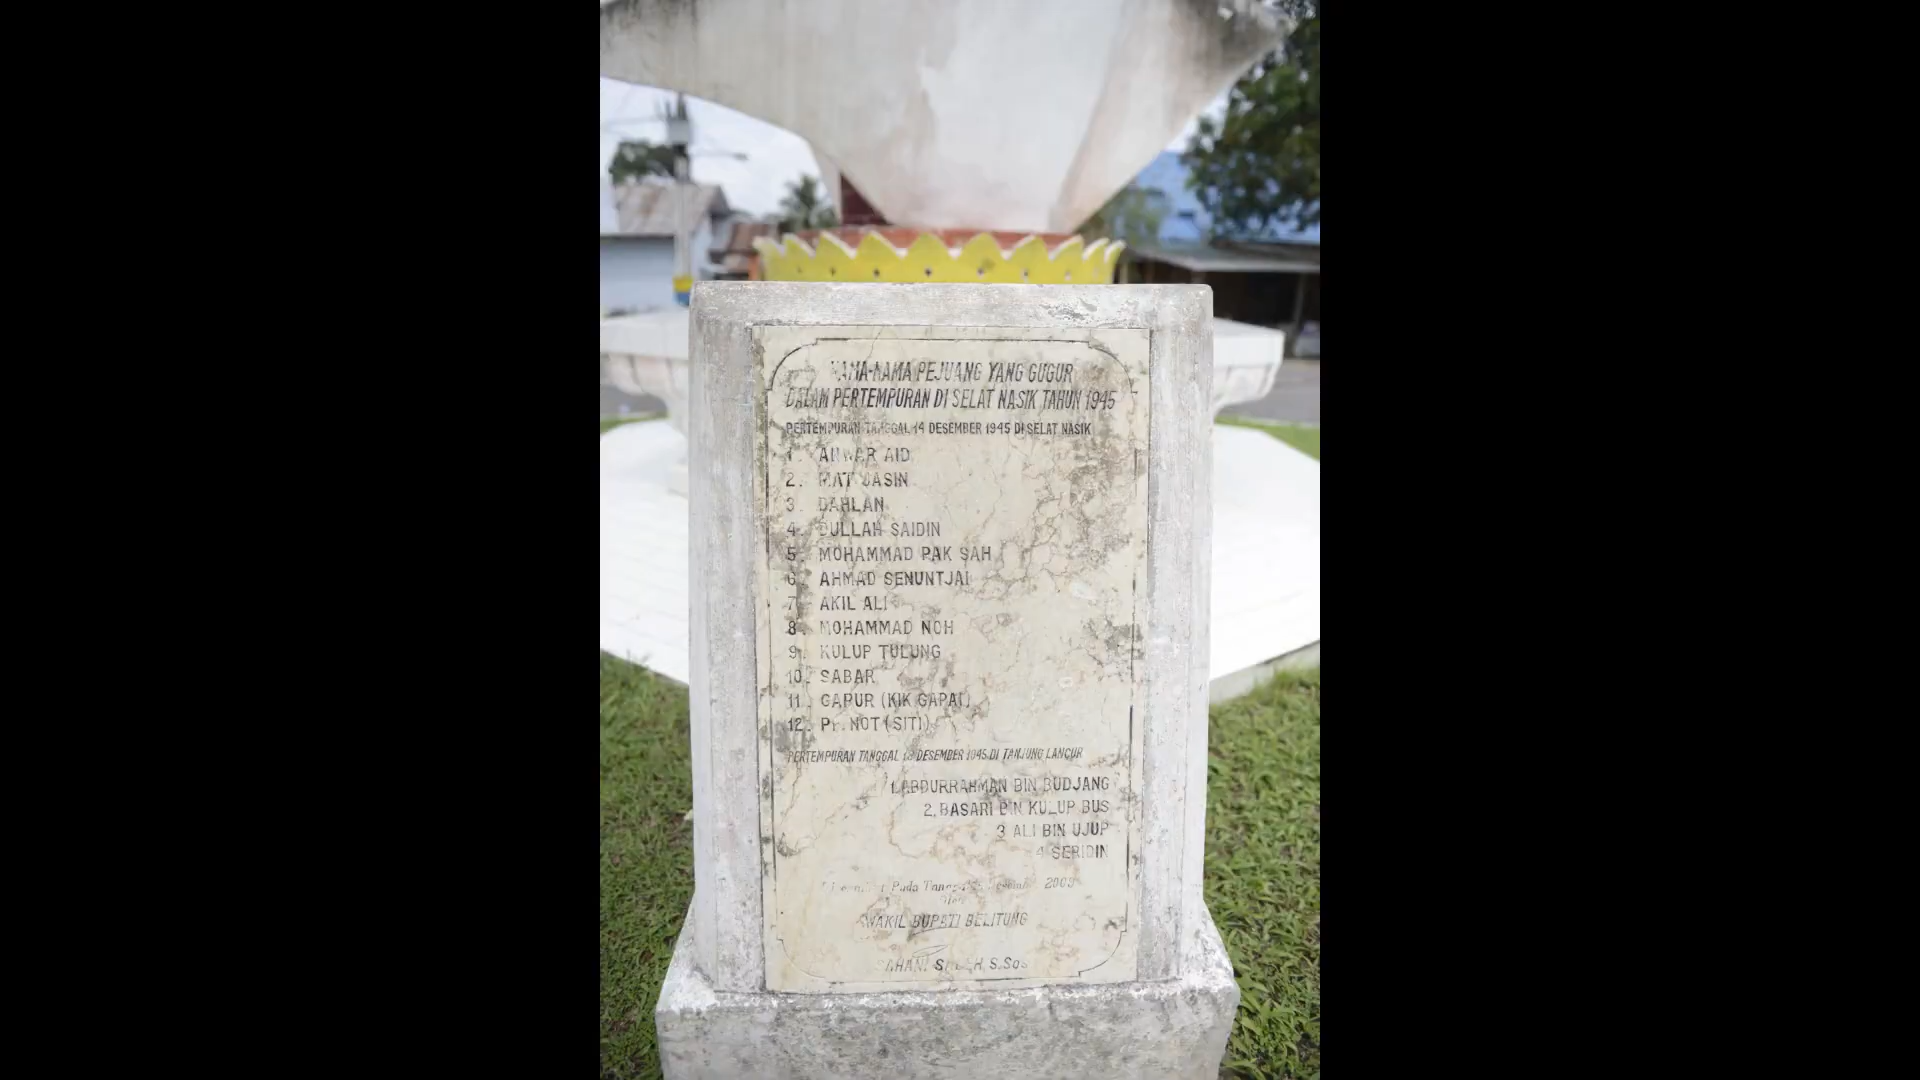 NAMA-NAMA PEJUANG YANG GUGUR
DALAM PERTEMPURAN DI SELAT NASIK TAHUN 1945
PERTEMPURAN TANGGAL 14 DESEMBER 1945 DI SELAT NASIK
1. ANWAR AID
2. MAT JASIN
3. DAHLAN
4. DULLAH SAIDIN
5. MOHAMMAD PAK SAH
6. AHMAD SENUNTJAI
7. AKIL ALI
8. MOHAMMAD NOH
9. KULUP TULUNG
10. SABAR
11. GAPUR (KIK GAPAI)
12. Pr. NOT (SITI)
PERTEMPURAN TANGGAL DESEMBER 1945 DI TANJUNG LANCUR
1. ABDURRAHMAN BIN BUDJANG
2. BASARI BIN KULUP BUS
3 ALI BIN UJUP
4 SERIDIN
Pada 2003
Oleh
WAKIL BUPATI BELITUNG
SAHANI SALEH, S.Sos